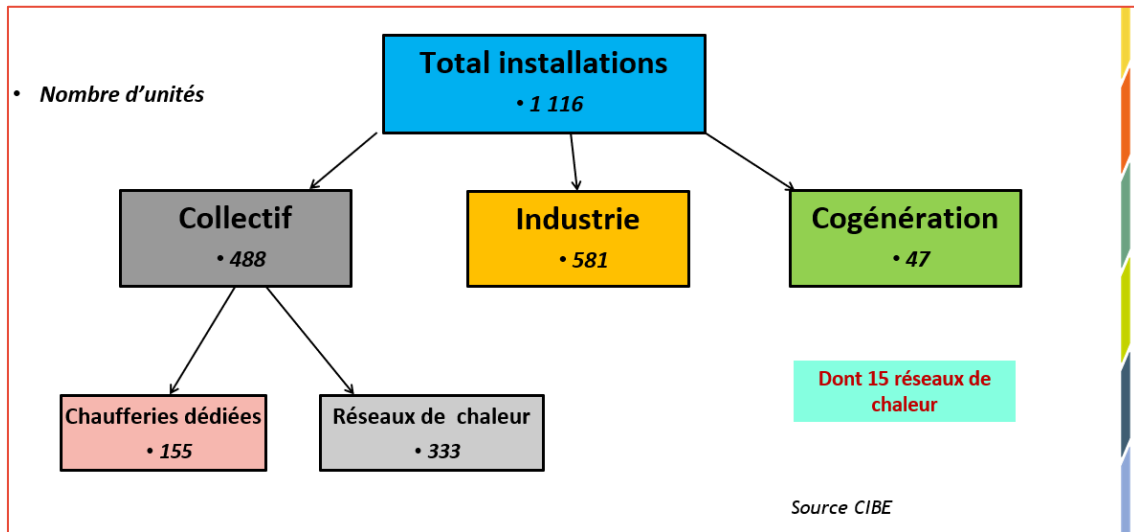 • Nombre d'unités
Total installations
• 1 116
Collectif
• 488
Industrie
• 581
Cogénération
• 47
Chaufferies dédiées
• 155
Réseaux de chaleur
• 333
Dont 15 réseaux de
chaleur
Source CIBE